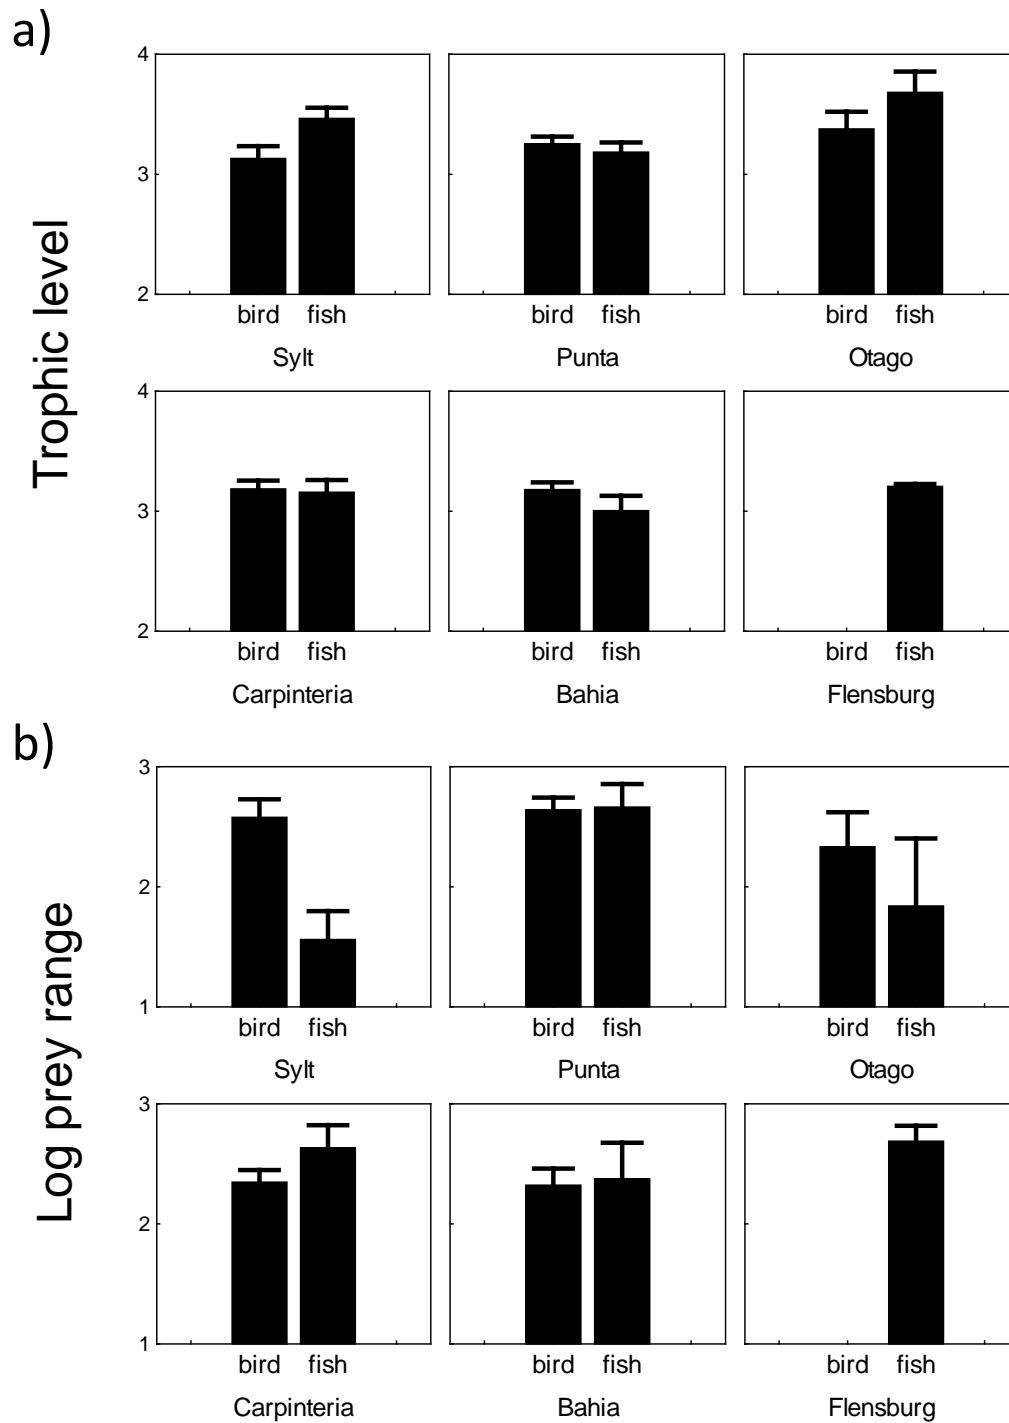 a)
Trophic level
4
3
2
bird fish
Sylt
bird fish
Punta
bird fish
Otago
4
3
2
bird fish
Carpinteria
bird fish
Bahia
bird fish
Flensburg
b)
Log prey range
3
2
1
bird fish
Sylt
bird fish
Punta
bird fish
Otago
3
2
1
bird fish
Carpinteria
bird fish
Bahia
bird fish
Flensburg